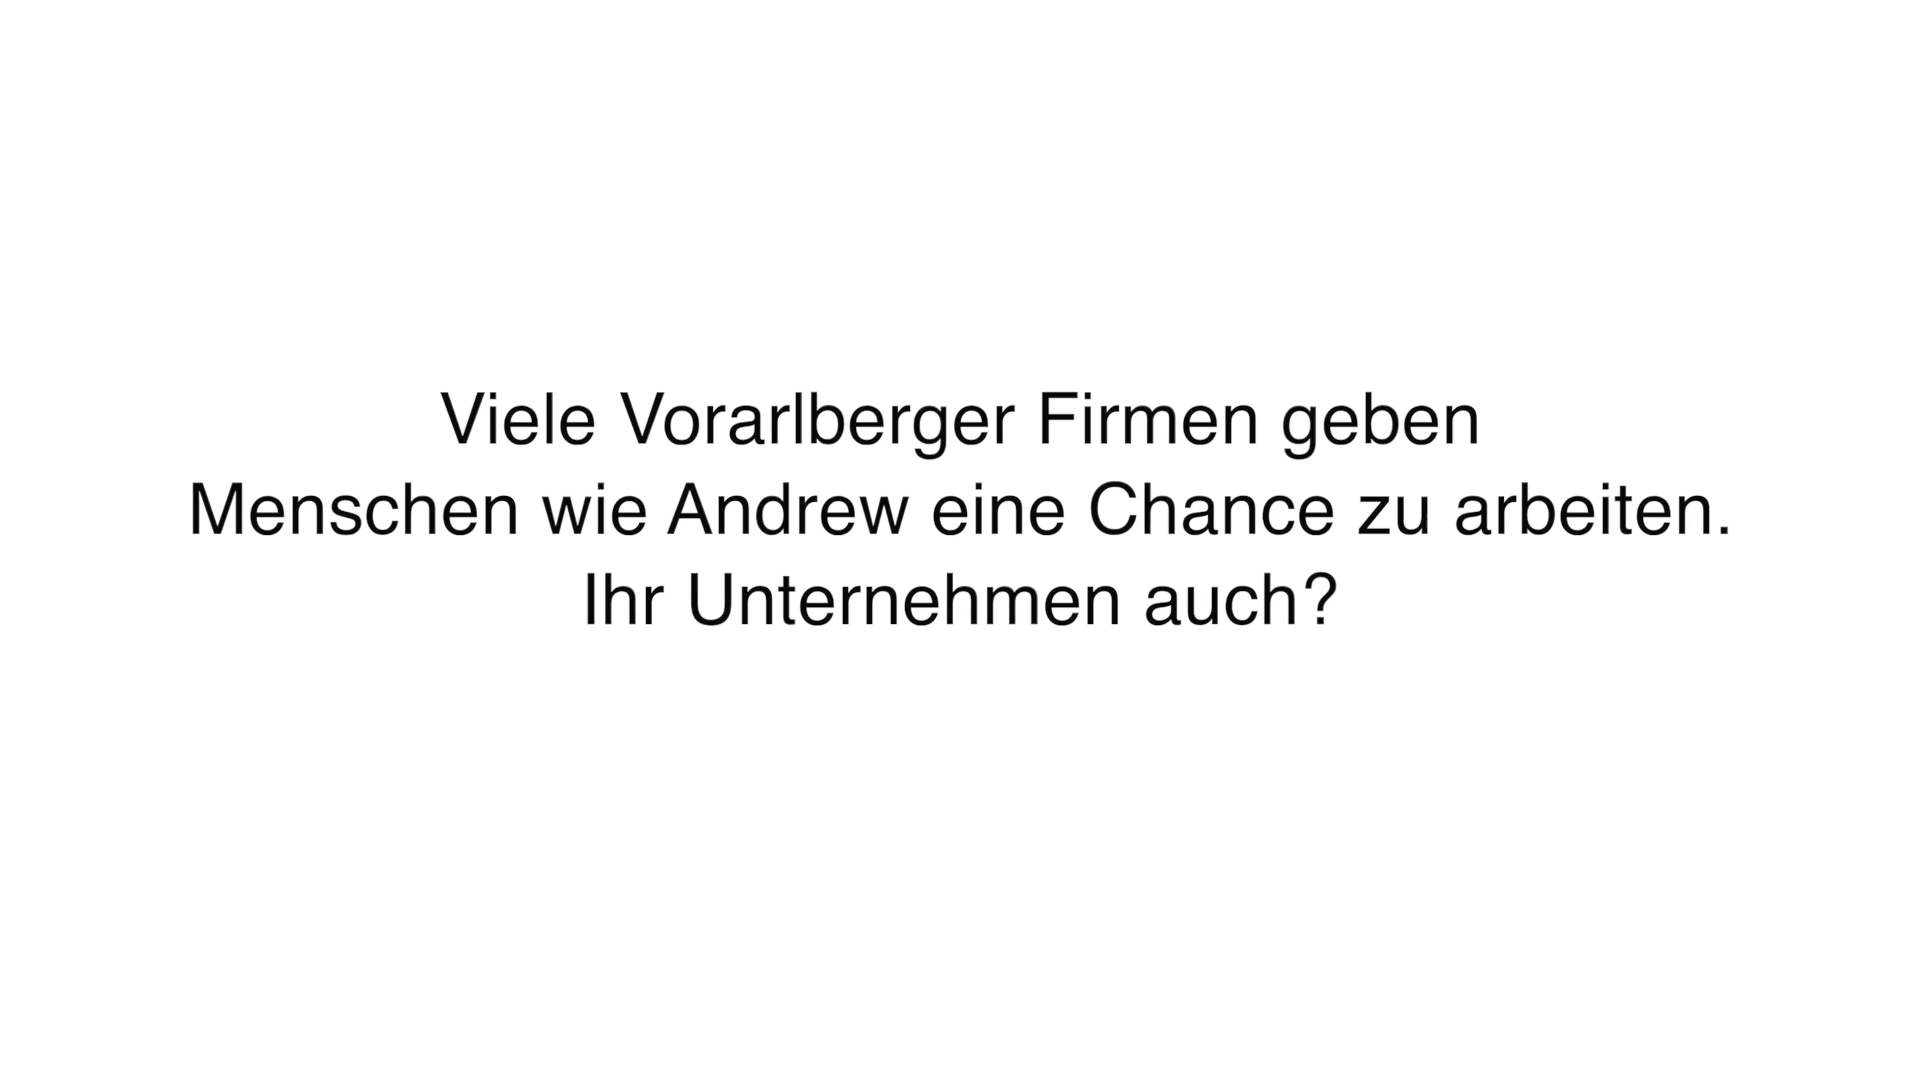 Viele Vorarlberger Firmen geben
Menschen wie Andrew eine Chance zu arbeiten.
Ihr Unternehmen auch?